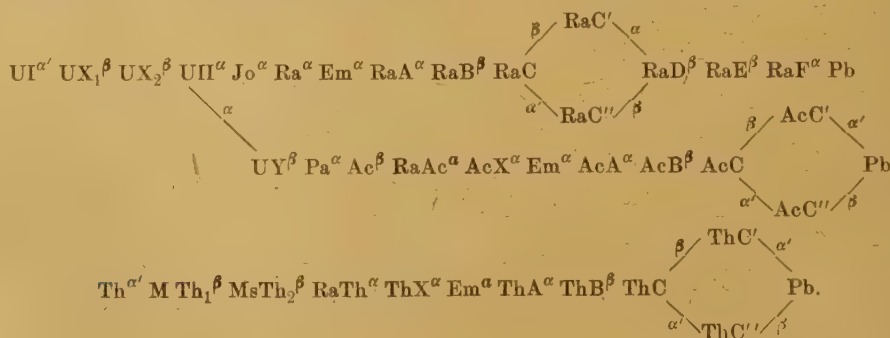 β RaC′ α
UI^α′ UX₁^β UX₂^β UII^α Jo^α Ra^α Em^α RaA^α RaB^β RaC RaD^β RaE^β RaF^α Pb
α′ RaC″ β
α
β AcC′ α′
UY^β Pa^α Ac^β RaAc^α AcX^α Em^α AcA^α AcB^β AcC Pb
α′ AcC″ β
β ThC′ α′
Th^α′ M Th₁^β MsTh₂^β RaTh^α ThX^α Em^α ThA^α ThB^β ThC Pb.
α′ ThC″ β